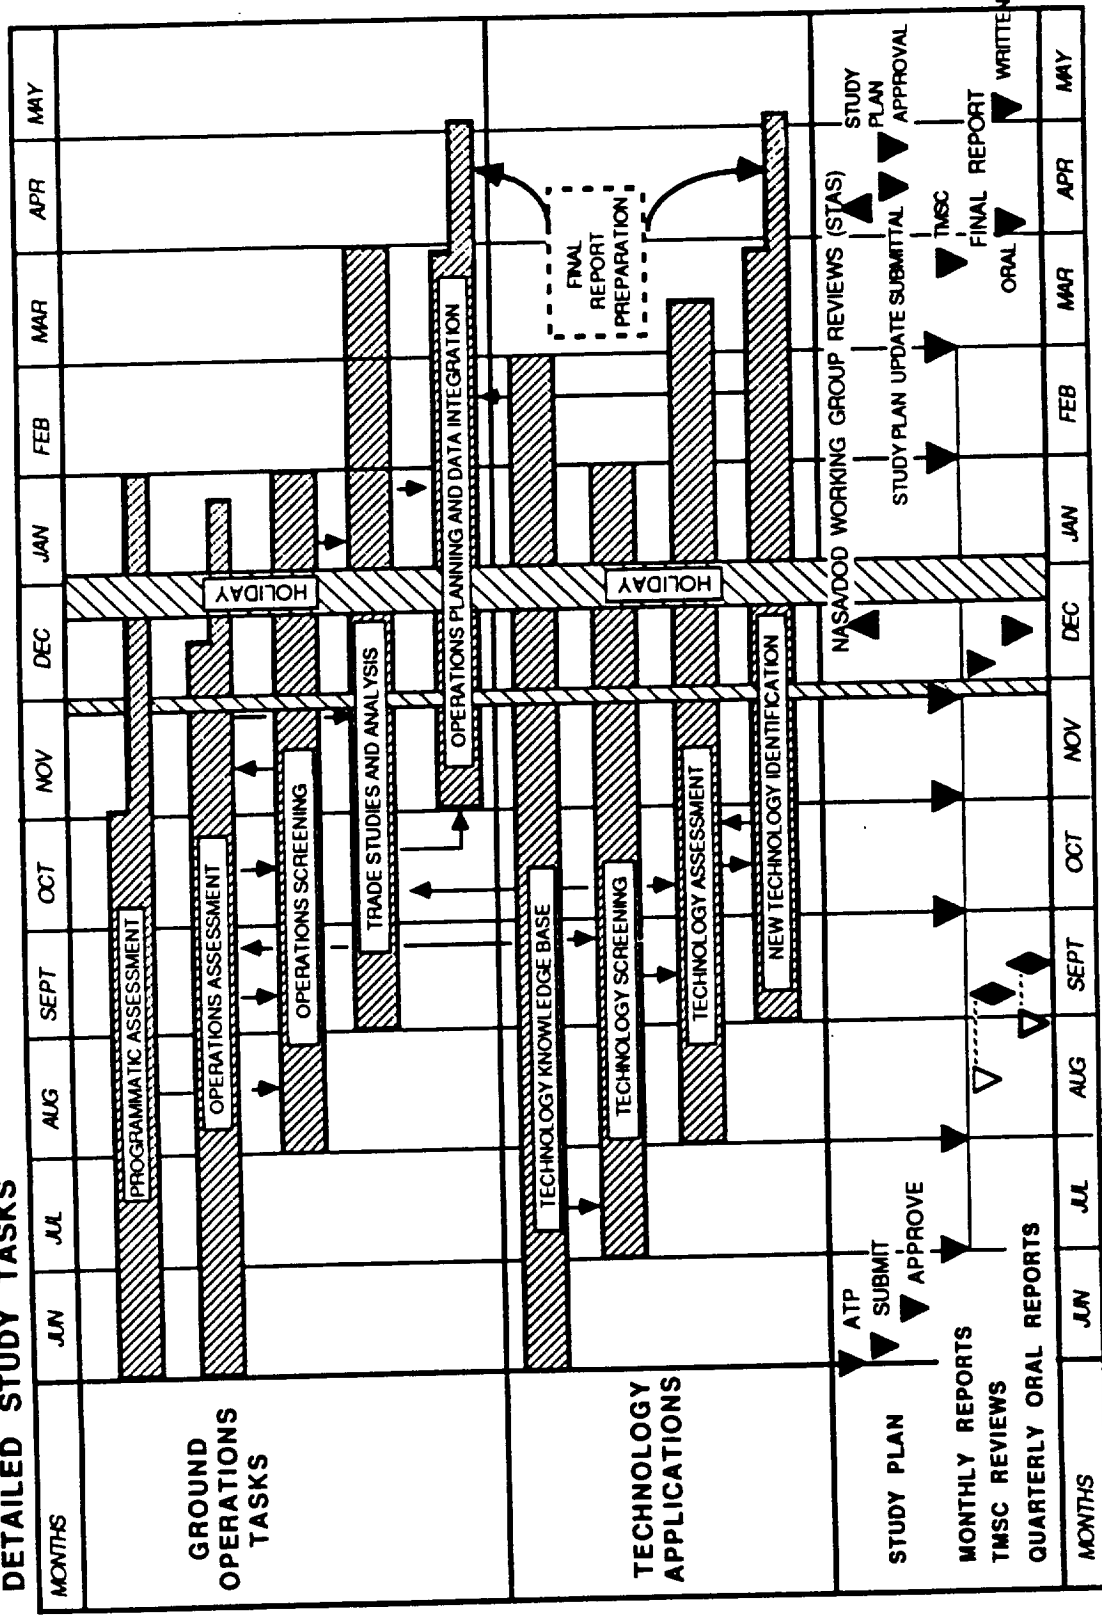 DETAILED STUDY TASKS
MONTHS JUN JUL AUG SEPT OCT NOV DEC JAN FEB MAR APR MAY
GROUND
OPERATIONS
TASKS
PROGRAMMATIC ASSESSMENT
OPERATIONS ASSESSMENT
HOLIDAY
OPERATIONS SCREENING
TRADE STUDIES AND ANALYSIS
OPERATIONS PLANNING AND DATA INTEGRATION
TECHNOLOGY
APPLICATIONS
TECHNOLOGY KNOWLEDGE BASE
FINAL
REPORT
PREPARATION
TECHNOLOGY SCREENING
HOLIDAY
TECHNOLOGY ASSESSMENT
NEW TECHNOLOGY IDENTIFICATION
NASA/DOD WORKING GROUP REVIEWS (STAS)
STUDY PLAN
ATP
SUBMIT
APPROVE
STUDY PLAN UPDATE SUBMITTAL
STUDY
PLAN
APPROVAL
MONTHLY REPORTS
TMSC REVIEWS
TMSC
FINAL REPORT
QUARTERLY ORAL REPORTS
ORAL
WRITTEN
MONTHS JUN JUL AUG SEPT OCT NOV DEC JAN FEB MAR APR MAY